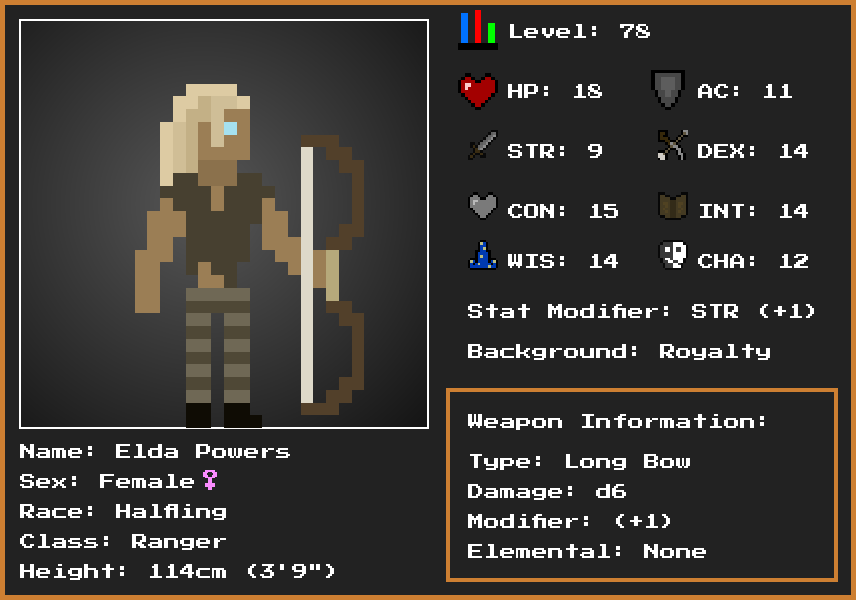 Level: 78
HP: 18 AC: 11
STR: 9 DEX: 14
CON: 15 INT: 14
WIS: 14 CHA: 12
Stat Modifier: STR (+1)
Background: Royalty
Weapon Information:
Type: Long Bow
Damage: d6
Modifier: (+1)
Elemental: None
Name: Elda Powers
Sex: Female♀
Race: Halfling
Class: Ranger
Height: 114cm (3'9")